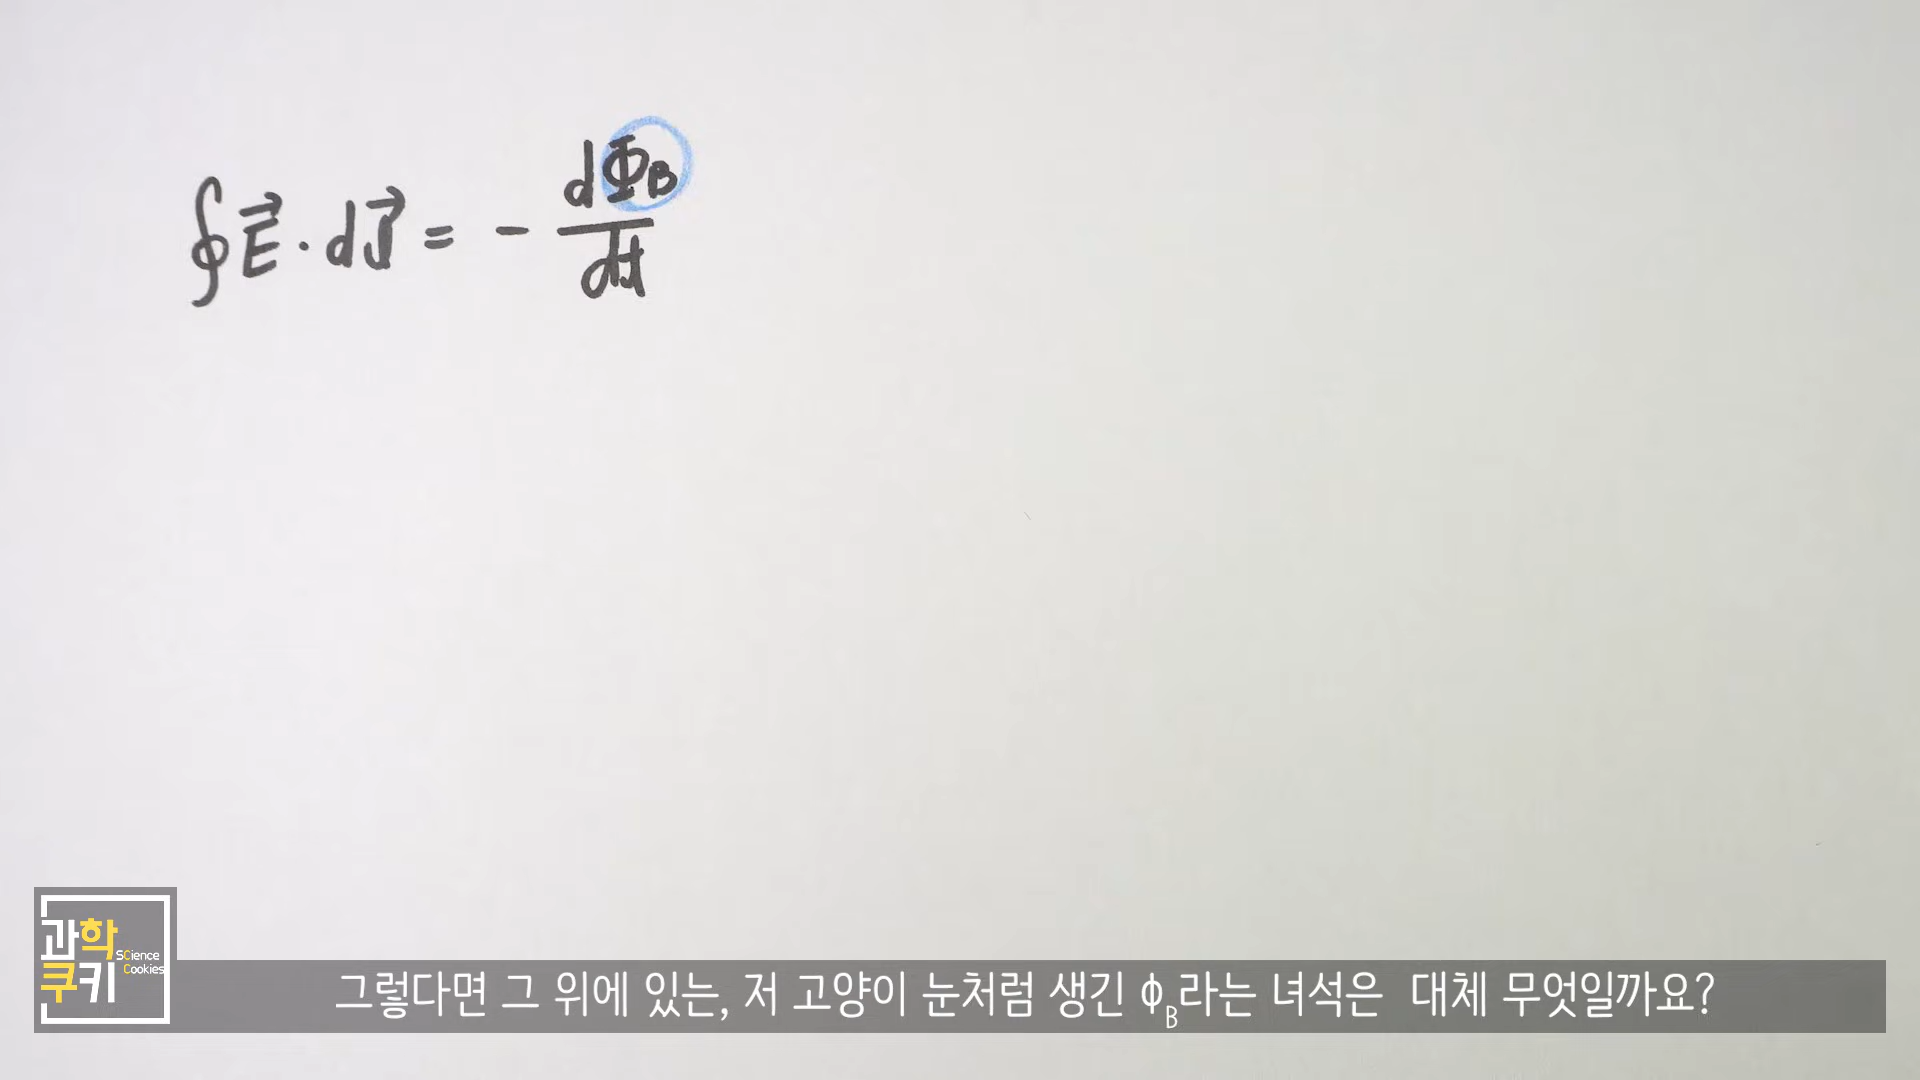 ∮E⃗ · ds⃗ = - dΦB/dt
과학
쿠키
Science
Cookies
그렇다면 그 위에 있는, 저 고양이 눈처럼 생긴 ϕB라는 녀석은 대체 무엇일까요?